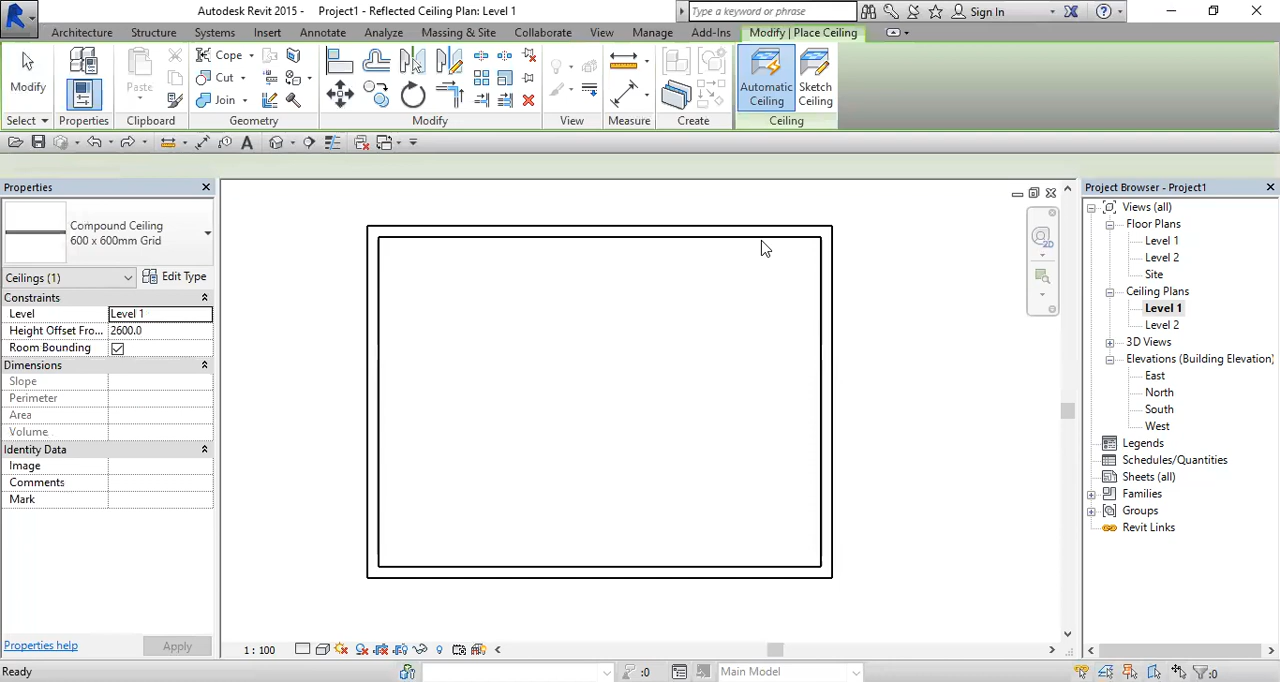 Autodesk Revit 2015 - Project1 - Reflected Ceiling Plan: Level 1
Type a keyword or phrase
Sign In
Architecture Structure Systems Insert Annotate Analyze Massing & Site Collaborate View Manage Add-Ins Modify | Place Ceiling
Modify
Paste
Cope
Cut
Join
Automatic Ceiling
Sketch Ceiling
Select Properties Clipboard Geometry Modify View Measure Create Ceiling
Properties
Compound Ceiling
600 x 600mm Grid
Ceilings (1) Edit Type
Constraints
Level Level 1
Height Offset Fro... 2600.0
Room Bounding
Dimensions
Slope
Perimeter
Area
Volume
Identity Data
Image
Comments
Mark
Properties help Apply
2D
Project Browser - Project1
Views (all)
Floor Plans
Level 1
Level 2
Site
Ceiling Plans
Level 1
Level 2
3D Views
Elevations (Building Elevation)
East
North
South
West
Legends
Schedules/Quantities
Sheets (all)
Families
Groups
Revit Links
1 : 100
Ready :0 Main Model :0